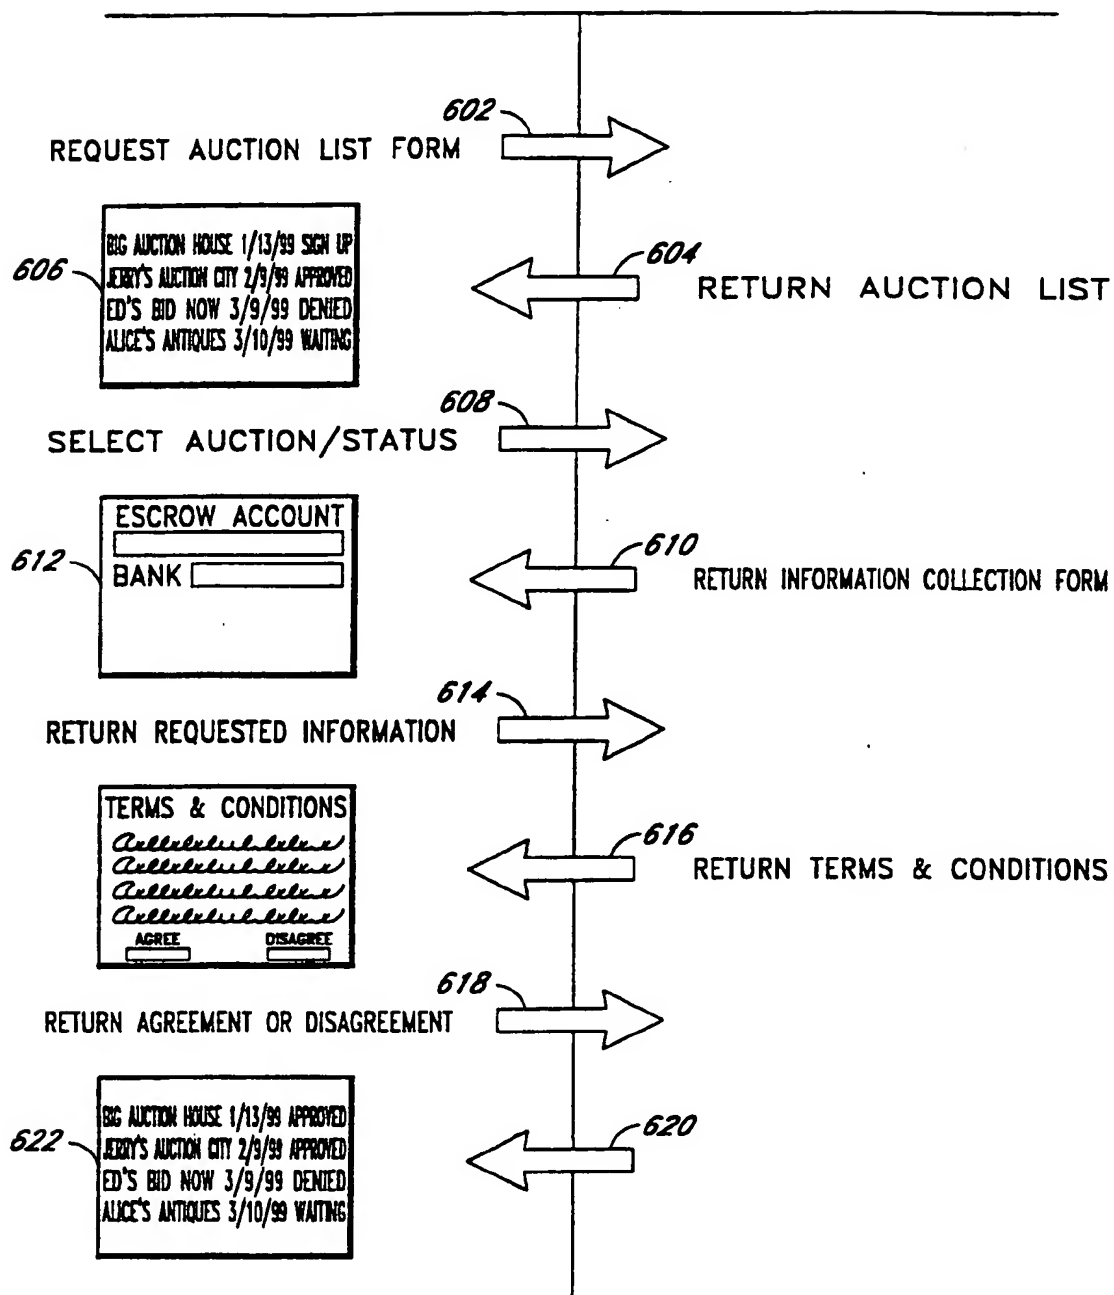 602
REQUEST AUCTION LIST FORM
BIG AUCTION HOUSE 1/13/99 SIGN UP
JERRY'S AUCTION CITY 2/9/99 APPROVED
ED'S BID NOW 3/9/99 DENIED
ALICE'S ANTIQUES 3/10/99 WAITING
606
604
RETURN AUCTION LIST
608
SELECT AUCTION/STATUS
ESCROW ACCOUNT
BANK
612
610
RETURN INFORMATION COLLECTION FORM
614
RETURN REQUESTED INFORMATION
TERMS & CONDITIONS
AGREE DISAGREE
616
RETURN TERMS & CONDITIONS
618
RETURN AGREEMENT OR DISAGREEMENT
BIG AUCTION HOUSE 1/13/99 APPROVED
JERRY'S AUCTION CITY 2/9/99 APPROVED
ED'S BID NOW 3/9/99 DENIED
ALICE'S ANTIQUES 3/10/99 WAITING
622
620